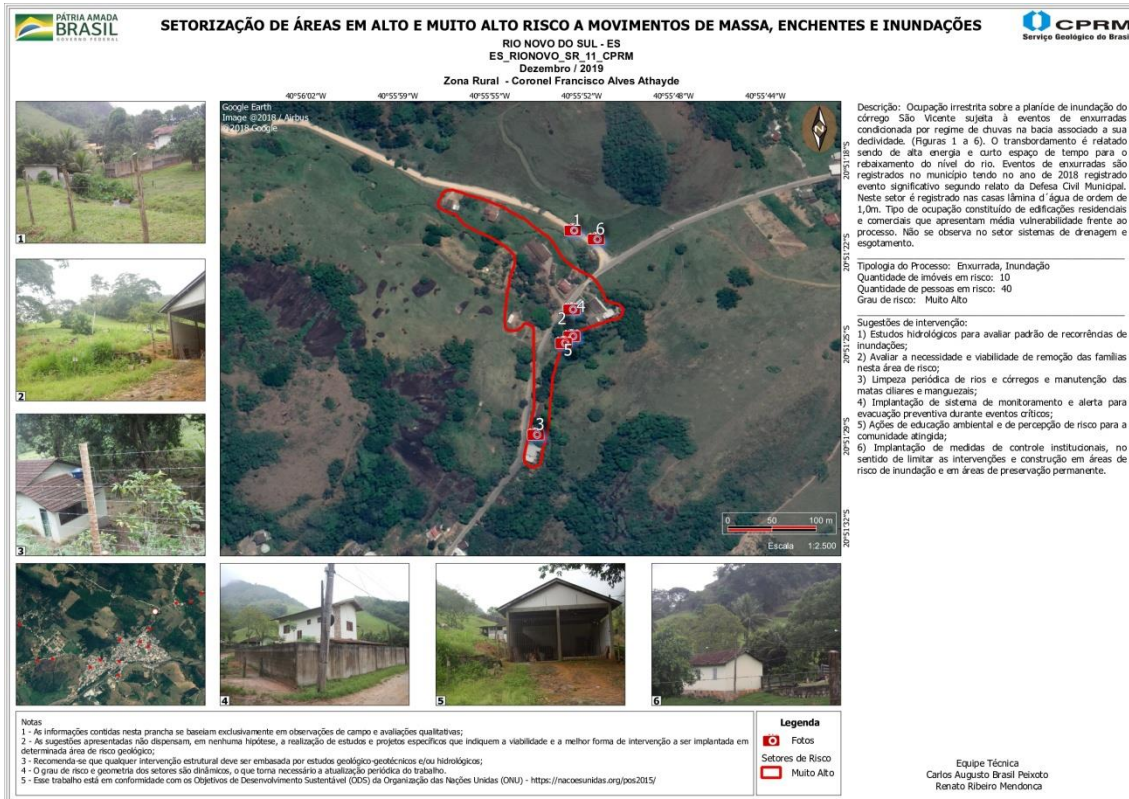 PÁTRIA AMADA
BRASIL
GOVERNO FEDERAL
SETORIZAÇÃO DE ÁREAS EM ALTO E MUITO ALTO RISCO A MOVIMENTOS DE MASSA, ENCHENTES E INUNDAÇÕES
RIO NOVO DO SUL - ES
ES_RIONOVO_SR_11_CPRM
Dezembro / 2019
Zona Rural - Coronel Francisco Alves Athayde
CPRM
Serviço Geológico do Brasil
40°56'02"W
40°55'59"W
40°55'55"W
40°55'52"W
40°55'48"W
40°55'44"W
Google Earth
Image @2018 / Airbus
@2018 Google
N
20°51'18"S
20°51'22"S
20°51'25"S
20°51'29"S
20°51'32"S
1
6
4
2
5
3
0 50 100 m
Escala 1:2.500
1
2
3
4
5
6
Descrição: Ocupação irrestrita sobre a planície de inundação do
córrego São Vicente sujeita à eventos de enxurradas
condicionada por regime de chuvas na bacia associado a sua
declividade. (Figuras 1 a 6). O transbordamento é relatado
sendo de alta energia e curto espaço de tempo para o
rebaixamento do nível do rio. Eventos de enxurradas são
registrados no município tendo no ano de 2018 registrado
evento significativo segundo relato da Defesa Civil Municipal.
Neste setor é registrado nas casas lâmina d´água de ordem de
1,0m. Tipo de ocupação constituído de edificações residenciais
e comerciais que apresentam média vulnerabilidade frente ao
processo. Não se observa no setor sistemas de drenagem e
esgotamento.
Tipologia do Processo: Enxurrada, Inundação
Quantidade de imóveis em risco: 10
Quantidade de pessoas em risco: 40
Grau de risco: Muito Alto
Sugestões de intervenção:
1) Estudos hidrológicos para avaliar padrão de recorrências de
inundações;
2) Avaliar a necessidade e viabilidade de remoção das famílias
nesta área de risco;
3) Limpeza periódica de rios e córregos e manutenção das
matas ciliares e manguezais;
4) Implantação de sistema de monitoramento e alerta para
evacuação preventiva durante eventos críticos;
5) Ações de educação ambiental e de percepção de risco para a
comunidade atingida;
6) Implantação de medidas de controle institucionais, no
sentido de limitar as intervenções e construção em áreas de
risco de inundação e em áreas de preservação permanente.
Notas
1 - As informações contidas nesta prancha se baseiam exclusivamente em observações de campo e avaliações qualitativas;
2 - As sugestões apresentadas não dispensam, em nenhuma hipótese, a realização de estudos e projetos específicos que indiquem a viabilidade e a melhor forma de intervenção a ser implantada em
determinada área de risco geológico;
3 - Recomenda-se que qualquer intervenção estrutural deve ser embasada por estudos geológico-geotécnicos e/ou hidrológicos;
4 - O grau de risco e geometria dos setores são dinâmicos, o que torna necessário a atualização periódica do trabalho.
5 - Esse trabalho está em conformidade com os Objetivos de Desenvolvimento Sustentável (ODS) da Organização das Nações Unidas (ONU) - https://nacoesunidas.org/pos2015/
Legenda
Fotos
Setores de Risco
Muito Alto
Equipe Técnica
Carlos Augusto Brasil Peixoto
Renato Ribeiro Mendonca